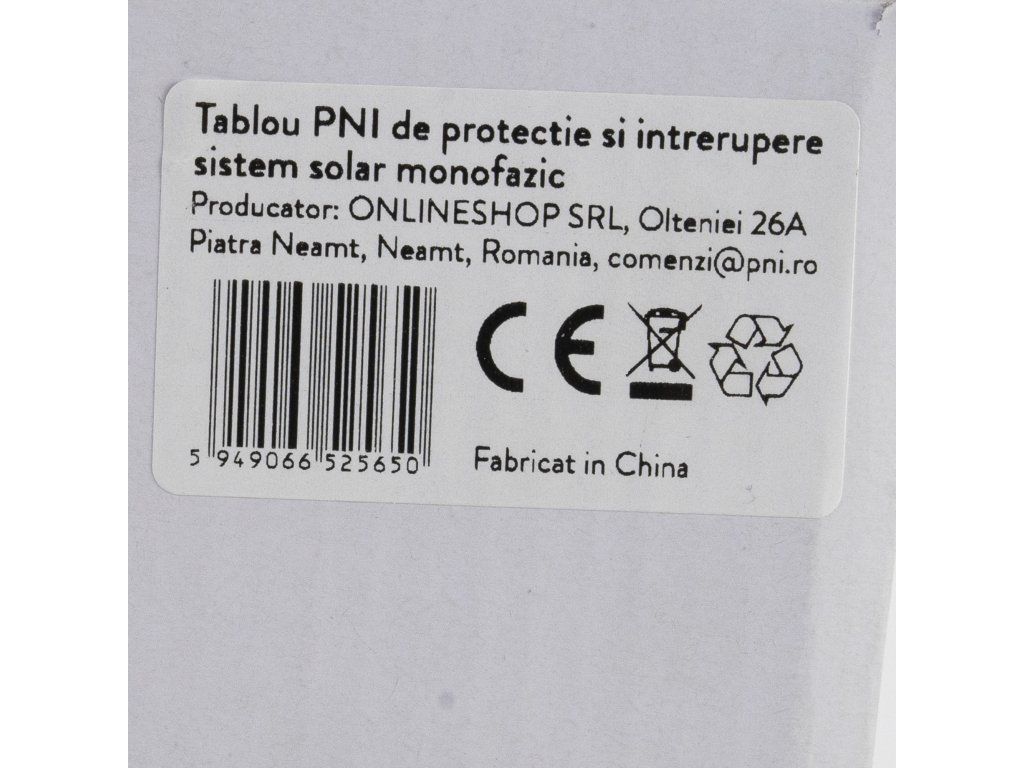 Tablou PNI de protectie si intrerupere
sistem solar monofazic
Producator: ONLINESHOP SRL, Olteniei 26A
Piatra Neamt, Neamt, Romania, comenzi@pni.ro
CE
5 949066 525650
Fabricat in China